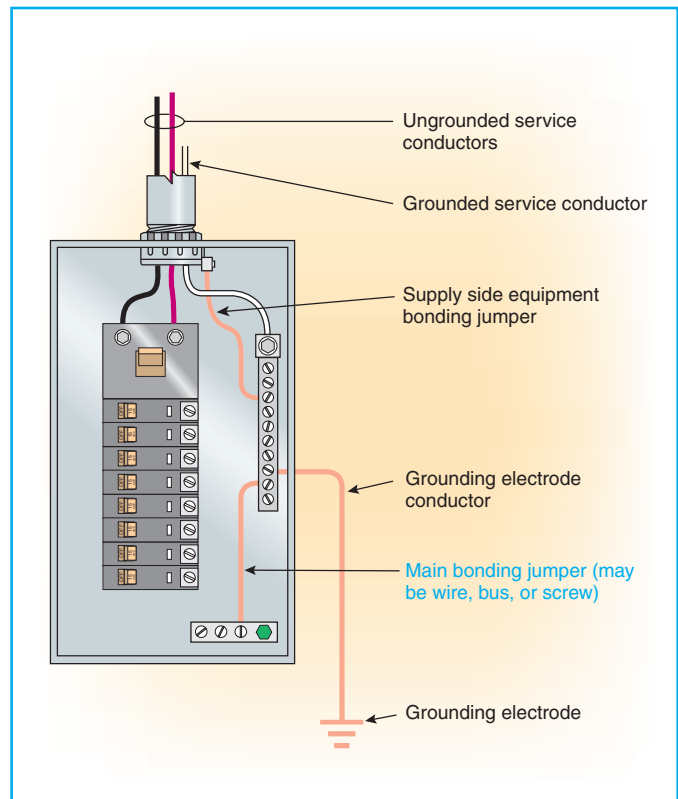 Ungrounded service
conductors
Grounded service conductor
Supply side equipment
bonding jumper
Grounding electrode
conductor
Main bonding jumper (may
be wire, bus, or screw)
Grounding electrode